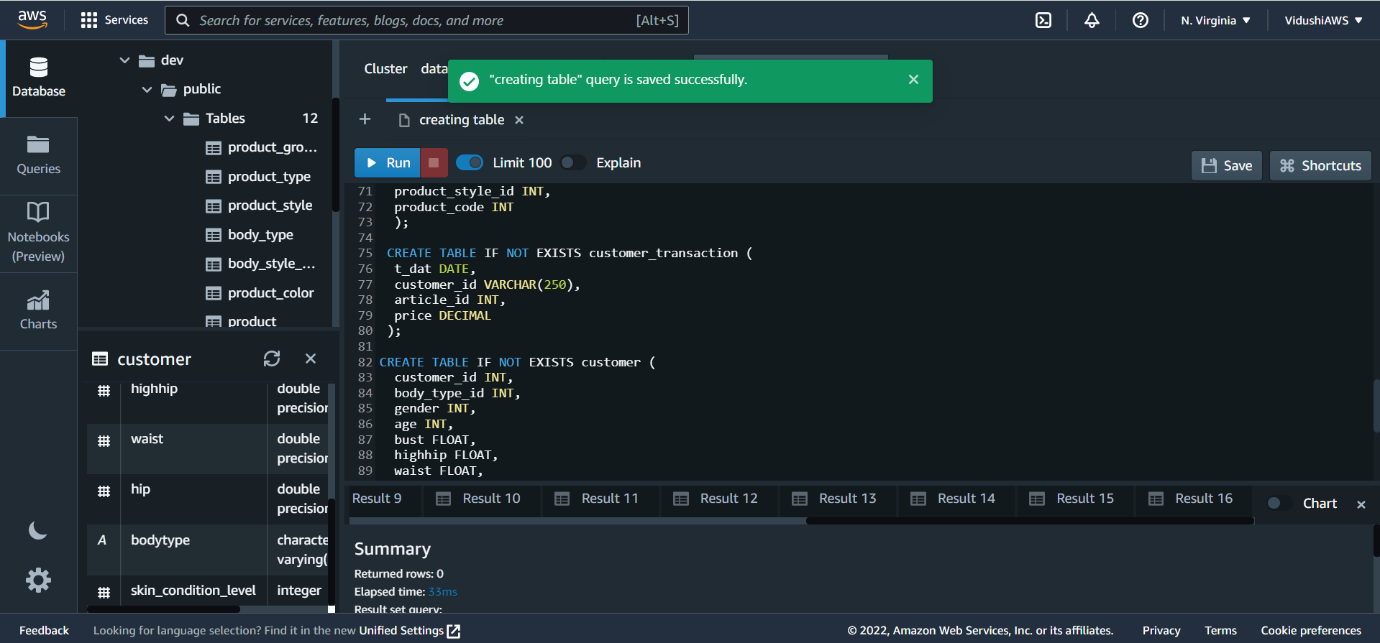 aws
Services
Search for services, features, blogs, docs, and more [Alt+S]
N. Virginia ▼
VidushiAWS ▼
Database
Queries
Notebooks
(Preview)
Charts
dev
public
Tables 12
product_gro...
product_type
product_style
body_type
body_style_...
product_color
product
customer
highhip double
precision
waist double
precision
hip double
precision
A bodytype characte
varying(
skin_condition_level integer
Cluster data
"creating table" query is saved successfully.
+ creating table ×
Run Limit 100 Explain
Save Shortcuts
71 product_style_id INT,
72 product_code INT
73 );
74
75 CREATE TABLE IF NOT EXISTS customer_transaction (
76 t_dat DATE,
77 customer_id VARCHAR(250),
78 article_id INT,
79 price DECIMAL
80 );
81
82 CREATE TABLE IF NOT EXISTS customer (
83 customer_id INT,
84 body_type_id INT,
85 gender INT,
86 age INT,
87 bust FLOAT,
88 highhip FLOAT,
89 waist FLOAT,
Result 9 Result 10 Result 11 Result 12 Result 13 Result 14 Result 15 Result 16 Chart ×
Summary
Returned rows: 0
Elapsed time: 33ms
Result set query:
Feedback Looking for language selection? Find it in the new Unified Settings © 2022, Amazon Web Services, Inc. or its affiliates. Privacy Terms Cookie preferences